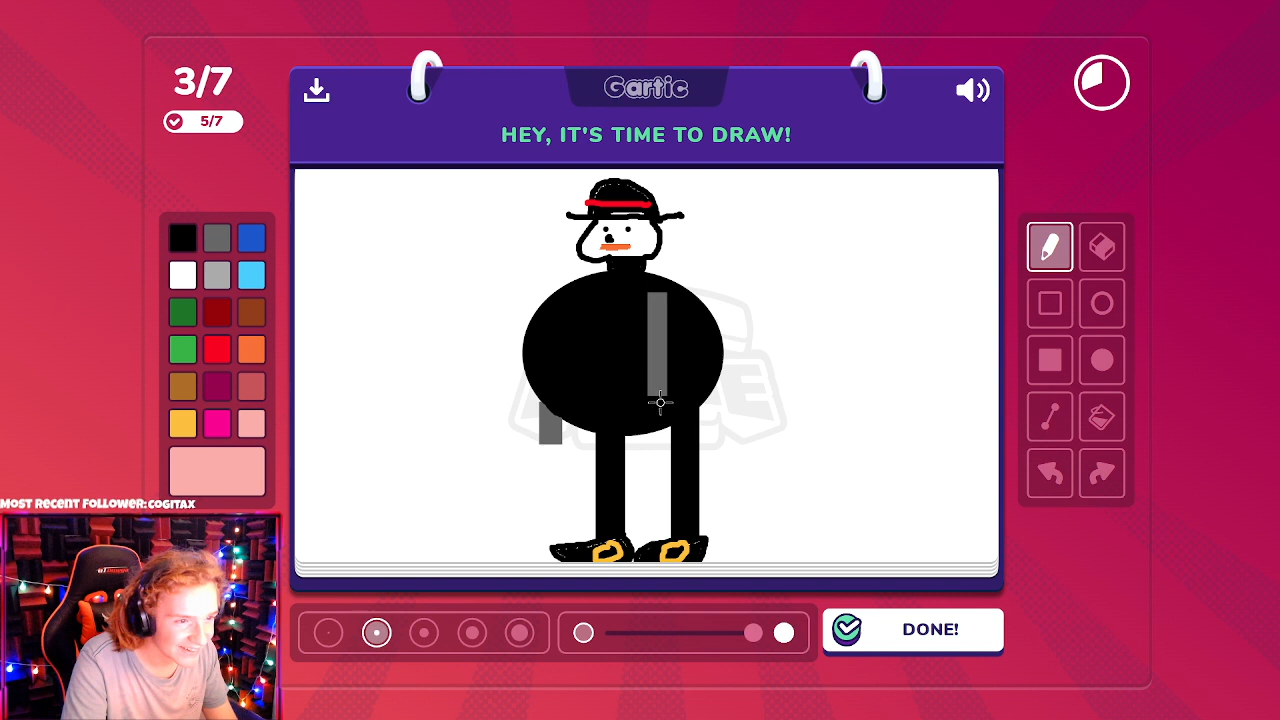 3/7
5/7
Gartic
HEY, IT'S TIME TO DRAW!
MOST RECENT FOLLOWER: COGITAX
DONE!